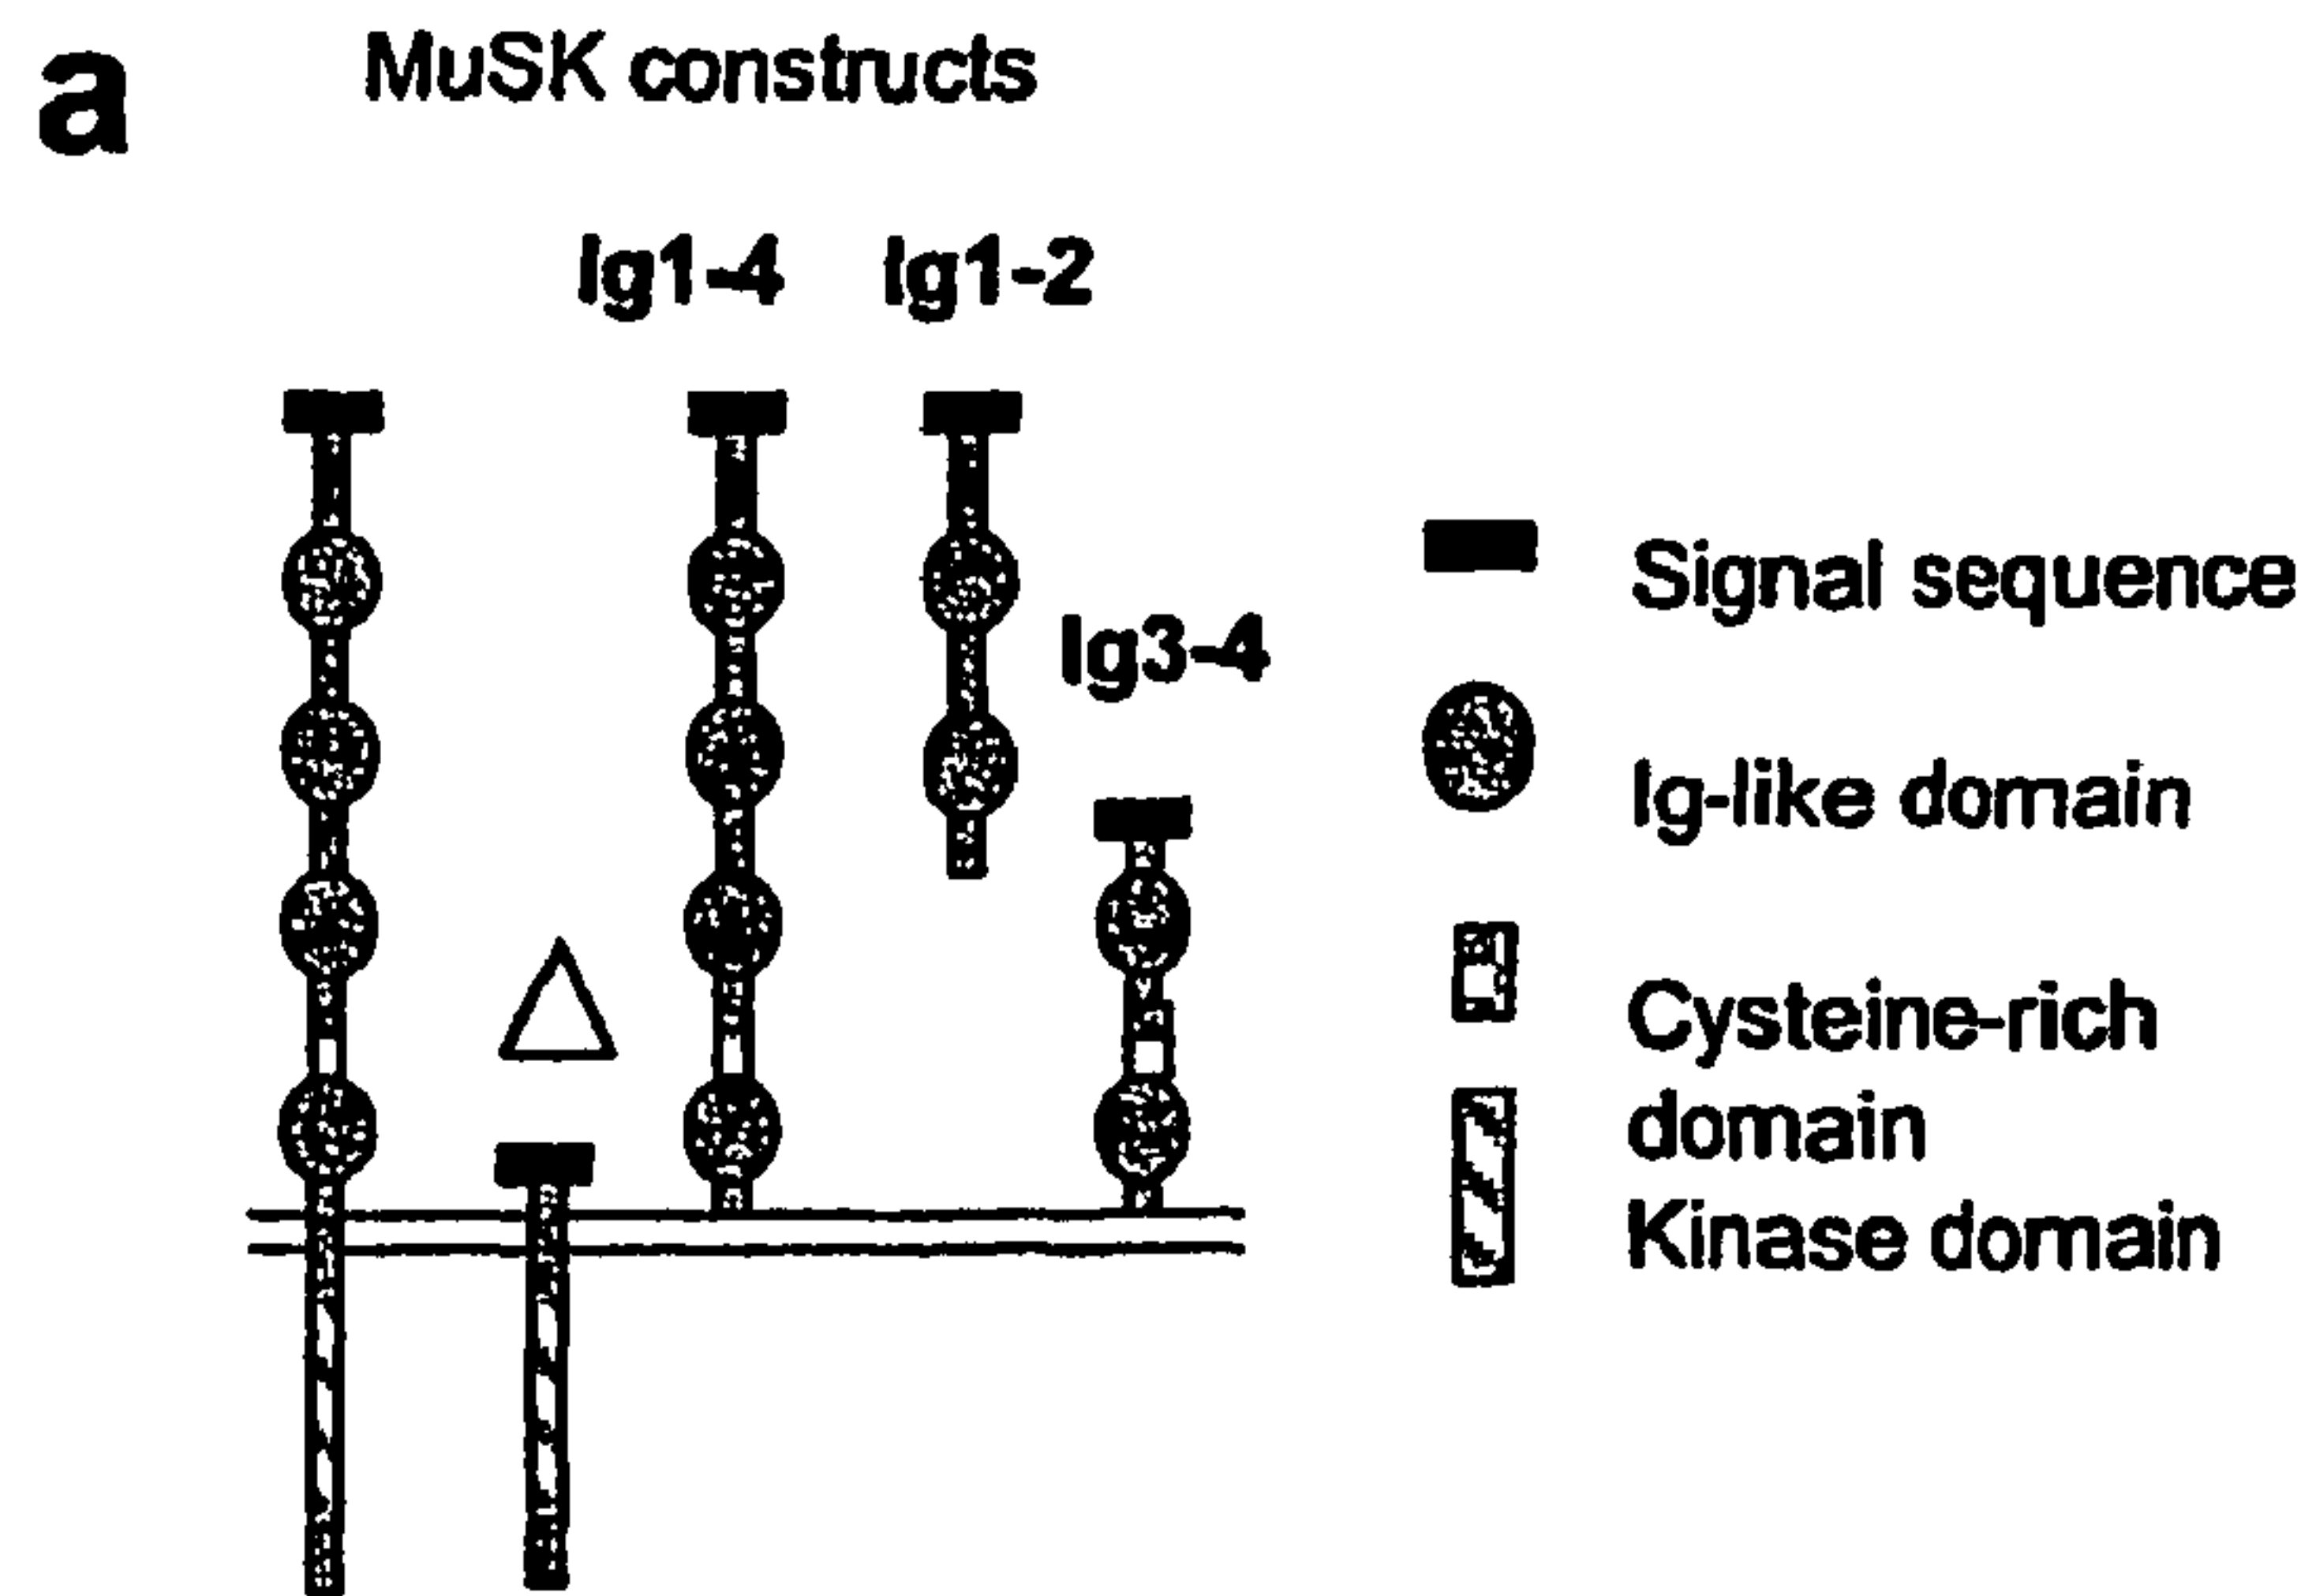 a
MuSK constructs
Ig1-4 Ig1-2
Ig3-4
Δ
Signal sequence
Ig-like domain
Cysteine-rich
domain
Kinase domain